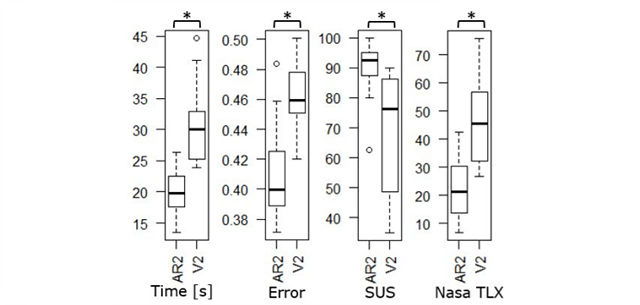 * * * *
45 40 35 30 25 20 15
0.50 0.48 0.46 0.44 0.42 0.40 0.38
100 90 80 70 60 50 40
70 60 50 40 30 20 10
AR2 V2 AR2 V2 AR2 V2 AR2 V2
Time [s] Error SUS Nasa TLX